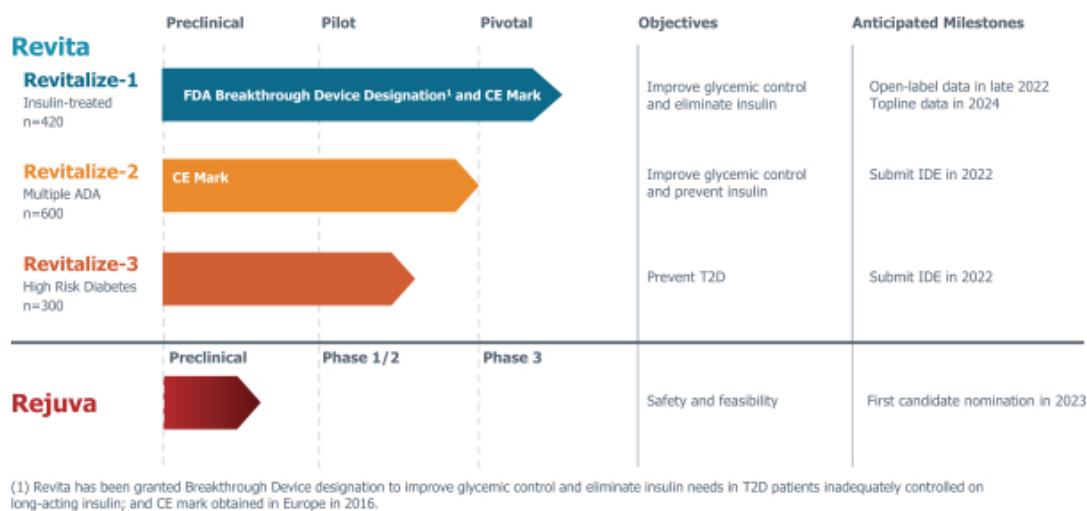 Preclinical Pilot Pivotal Objectives Anticipated Milestones
Revita
Revitalize-1
Insulin-treated
n=420
FDA Breakthrough Device Designation¹ and CE Mark
Improve glycemic control
and eliminate insulin
Open-label data in late 2022
Topline data in 2024
Revitalize-2
Multiple ADA
n=600
CE Mark
Improve glycemic control
and prevent insulin
Submit IDE in 2022
Revitalize-3
High Risk Diabetes
n=300
Prevent T2D
Submit IDE in 2022
Preclinical Phase 1/2 Phase 3
Rejuva
Safety and feasibility
First candidate nomination in 2023
(1) Revita has been granted Breakthrough Device designation to improve glycemic control and eliminate insulin needs in T2D patients inadequately controlled on
long-acting insulin; and CE mark obtained in Europe in 2016.